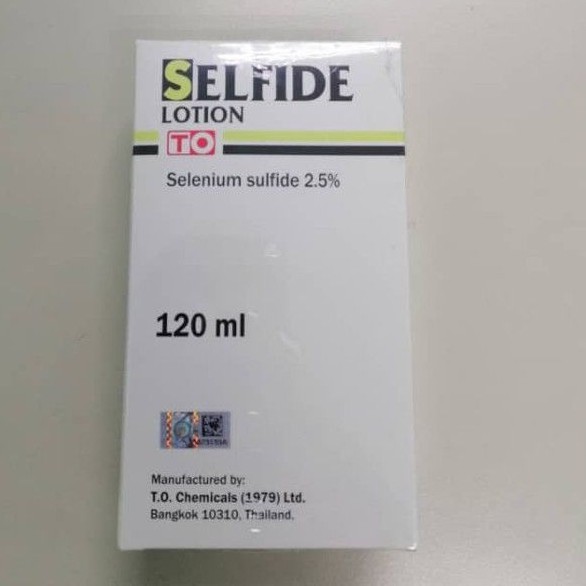 SELFIDE
LOTION
TO
Selenium sulfide 2.5%
120 ml
Manufactured by:
T.O. Chemicals (1979) Ltd.
Bangkok 10310, Thailand.